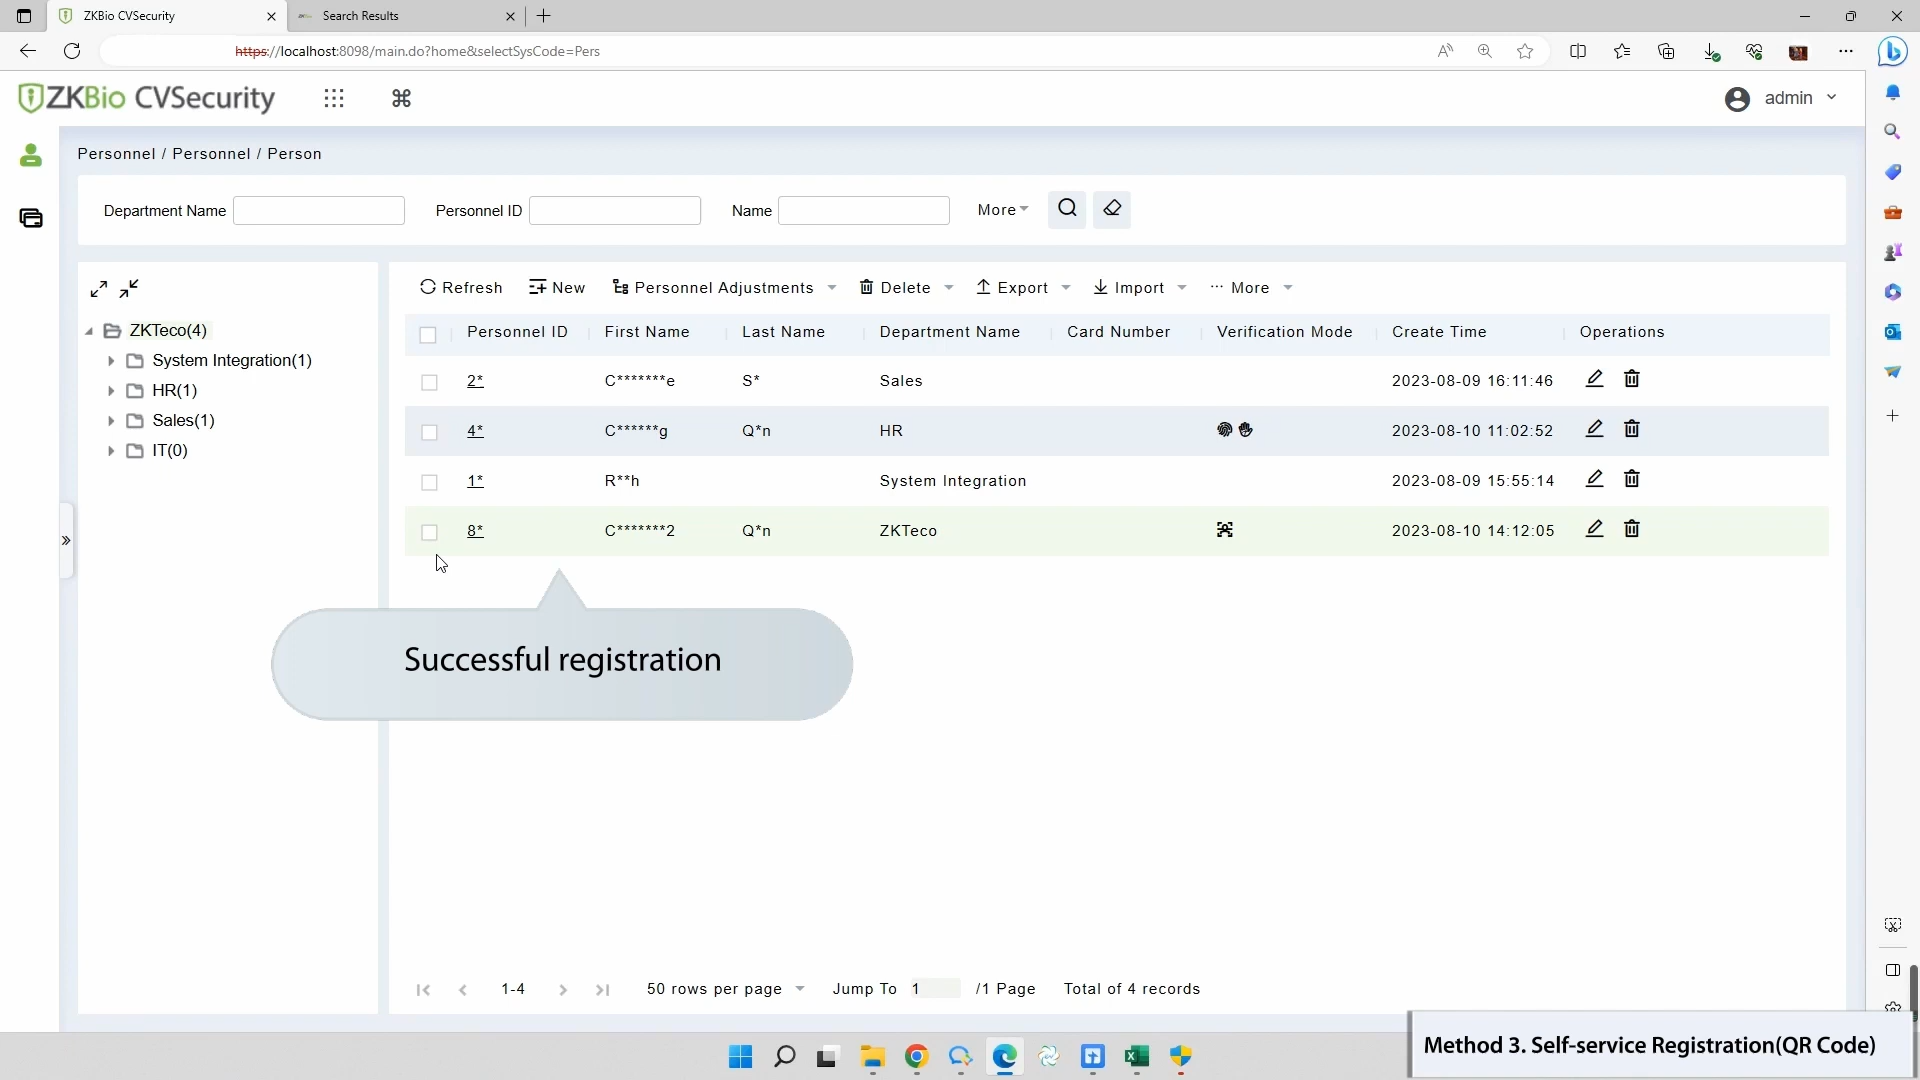 ZKBio CVSecurity
Search Results
https://localhost:8098/main.do?home&selectSysCode=Pers
ZKBio CVSecurity
admin
Personnel / Personnel / Person
Department Name
Personnel ID
Name
More
Refresh
New
Personnel Adjustments
Delete
Export
Import
More
ZKTeco(4)
System Integration(1)
HR(1)
Sales(1)
IT(0)
Personnel ID First Name Last Name Department Name Card Number Verification Mode Create Time Operations
2* C*******e S* Sales 2023-08-09 16:11:46
4* C******g Q*n HR 2023-08-10 11:02:52
1* R**h System Integration 2023-08-09 15:55:14
8* C*******2 Q*n ZKTeco 2023-08-10 14:12:05
Successful registration
1-4 50 rows per page Jump To 1 /1 Page Total of 4 records
Method 3. Self-service Registration(QR Code)